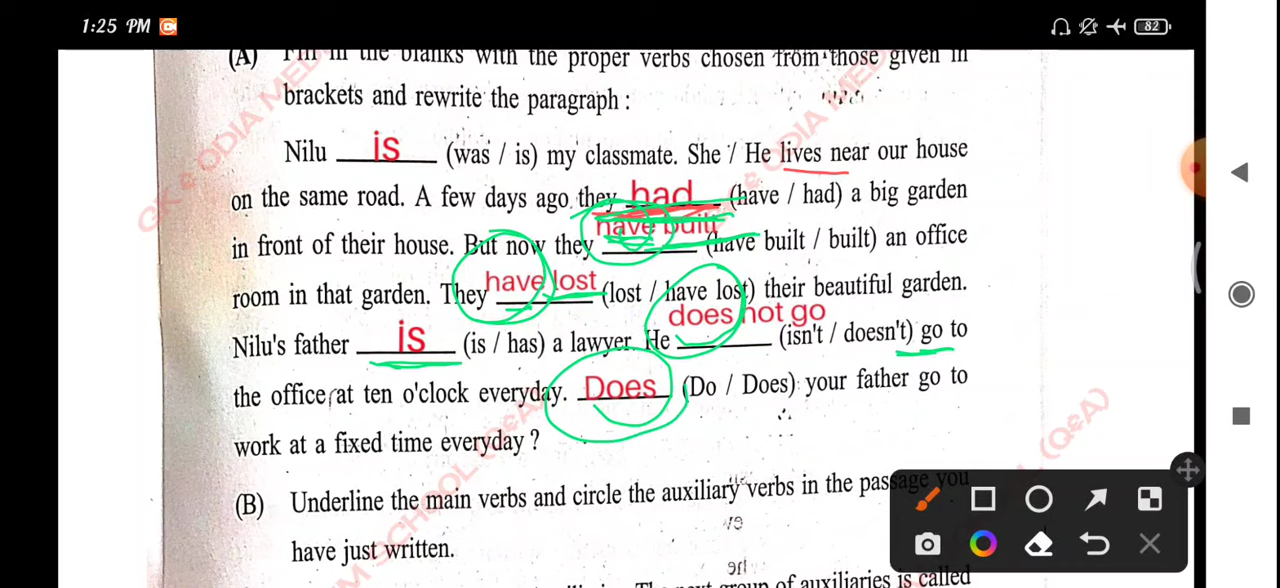 1:25 PM
82
(A) Fill in the blanks with the proper verbs chosen from those given in
brackets and rewrite the paragraph :
Nilu is (was / is) my classmate. She / He lives near our house
on the same road. A few days ago they had (have / had) a big garden
in front of their house. But now they have built (have built / built) an office
room in that garden. They have lost (lost / have lost) their beautiful garden.
Nilu's father is (is / has) a lawyer. He does not go (isn't / doesn't) go to
the office at ten o'clock everyday. Does (Do / Does) your father go to
work at a fixed time everyday ?
(B) Underline the main verbs and circle the auxiliary verbs in the passage you
have just written.
group of auxiliaries is called